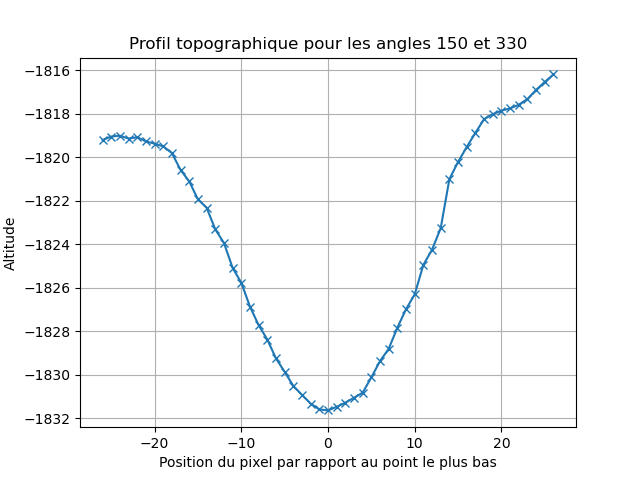 Profil topographique pour les angles 150 et 330
−1816
−1818
−1820
−1822
−1824
−1826
−1828
−1830
−1832
Altitude
−20 −10 0 10 20
Position du pixel par rapport au point le plus bas